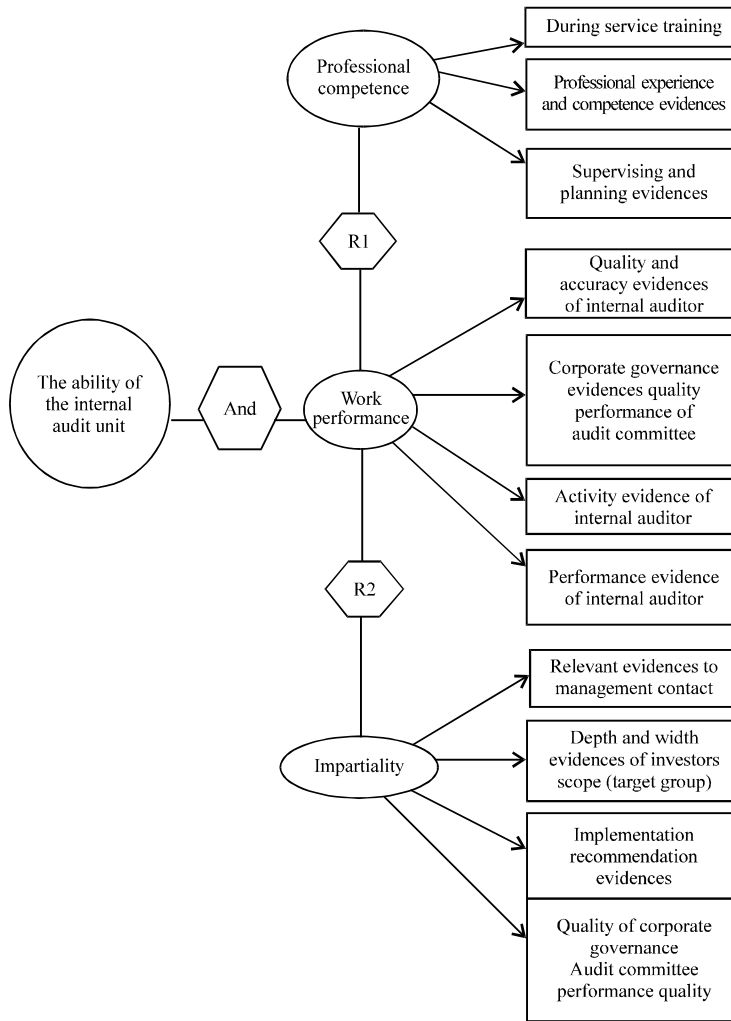 During service training
Professional
competence
Professional experience
and competence evidences
Supervising and
planning evidences
R1
Quality and
accuracy evidences
of internal auditor
The ability of
the internal
audit unit
And
Work
performance
Corporate governance
evidences quality
performance of
audit committee
Activity evidence of
internal auditor
R2
Performance evidence
of internal auditor
Relevant evidences to
management contact
Impartiality
Depth and width
evidences of investors
scope (target group)
Implementation
recommendation
evidences
Quality of corporate
governance
Audit committee
performance quality